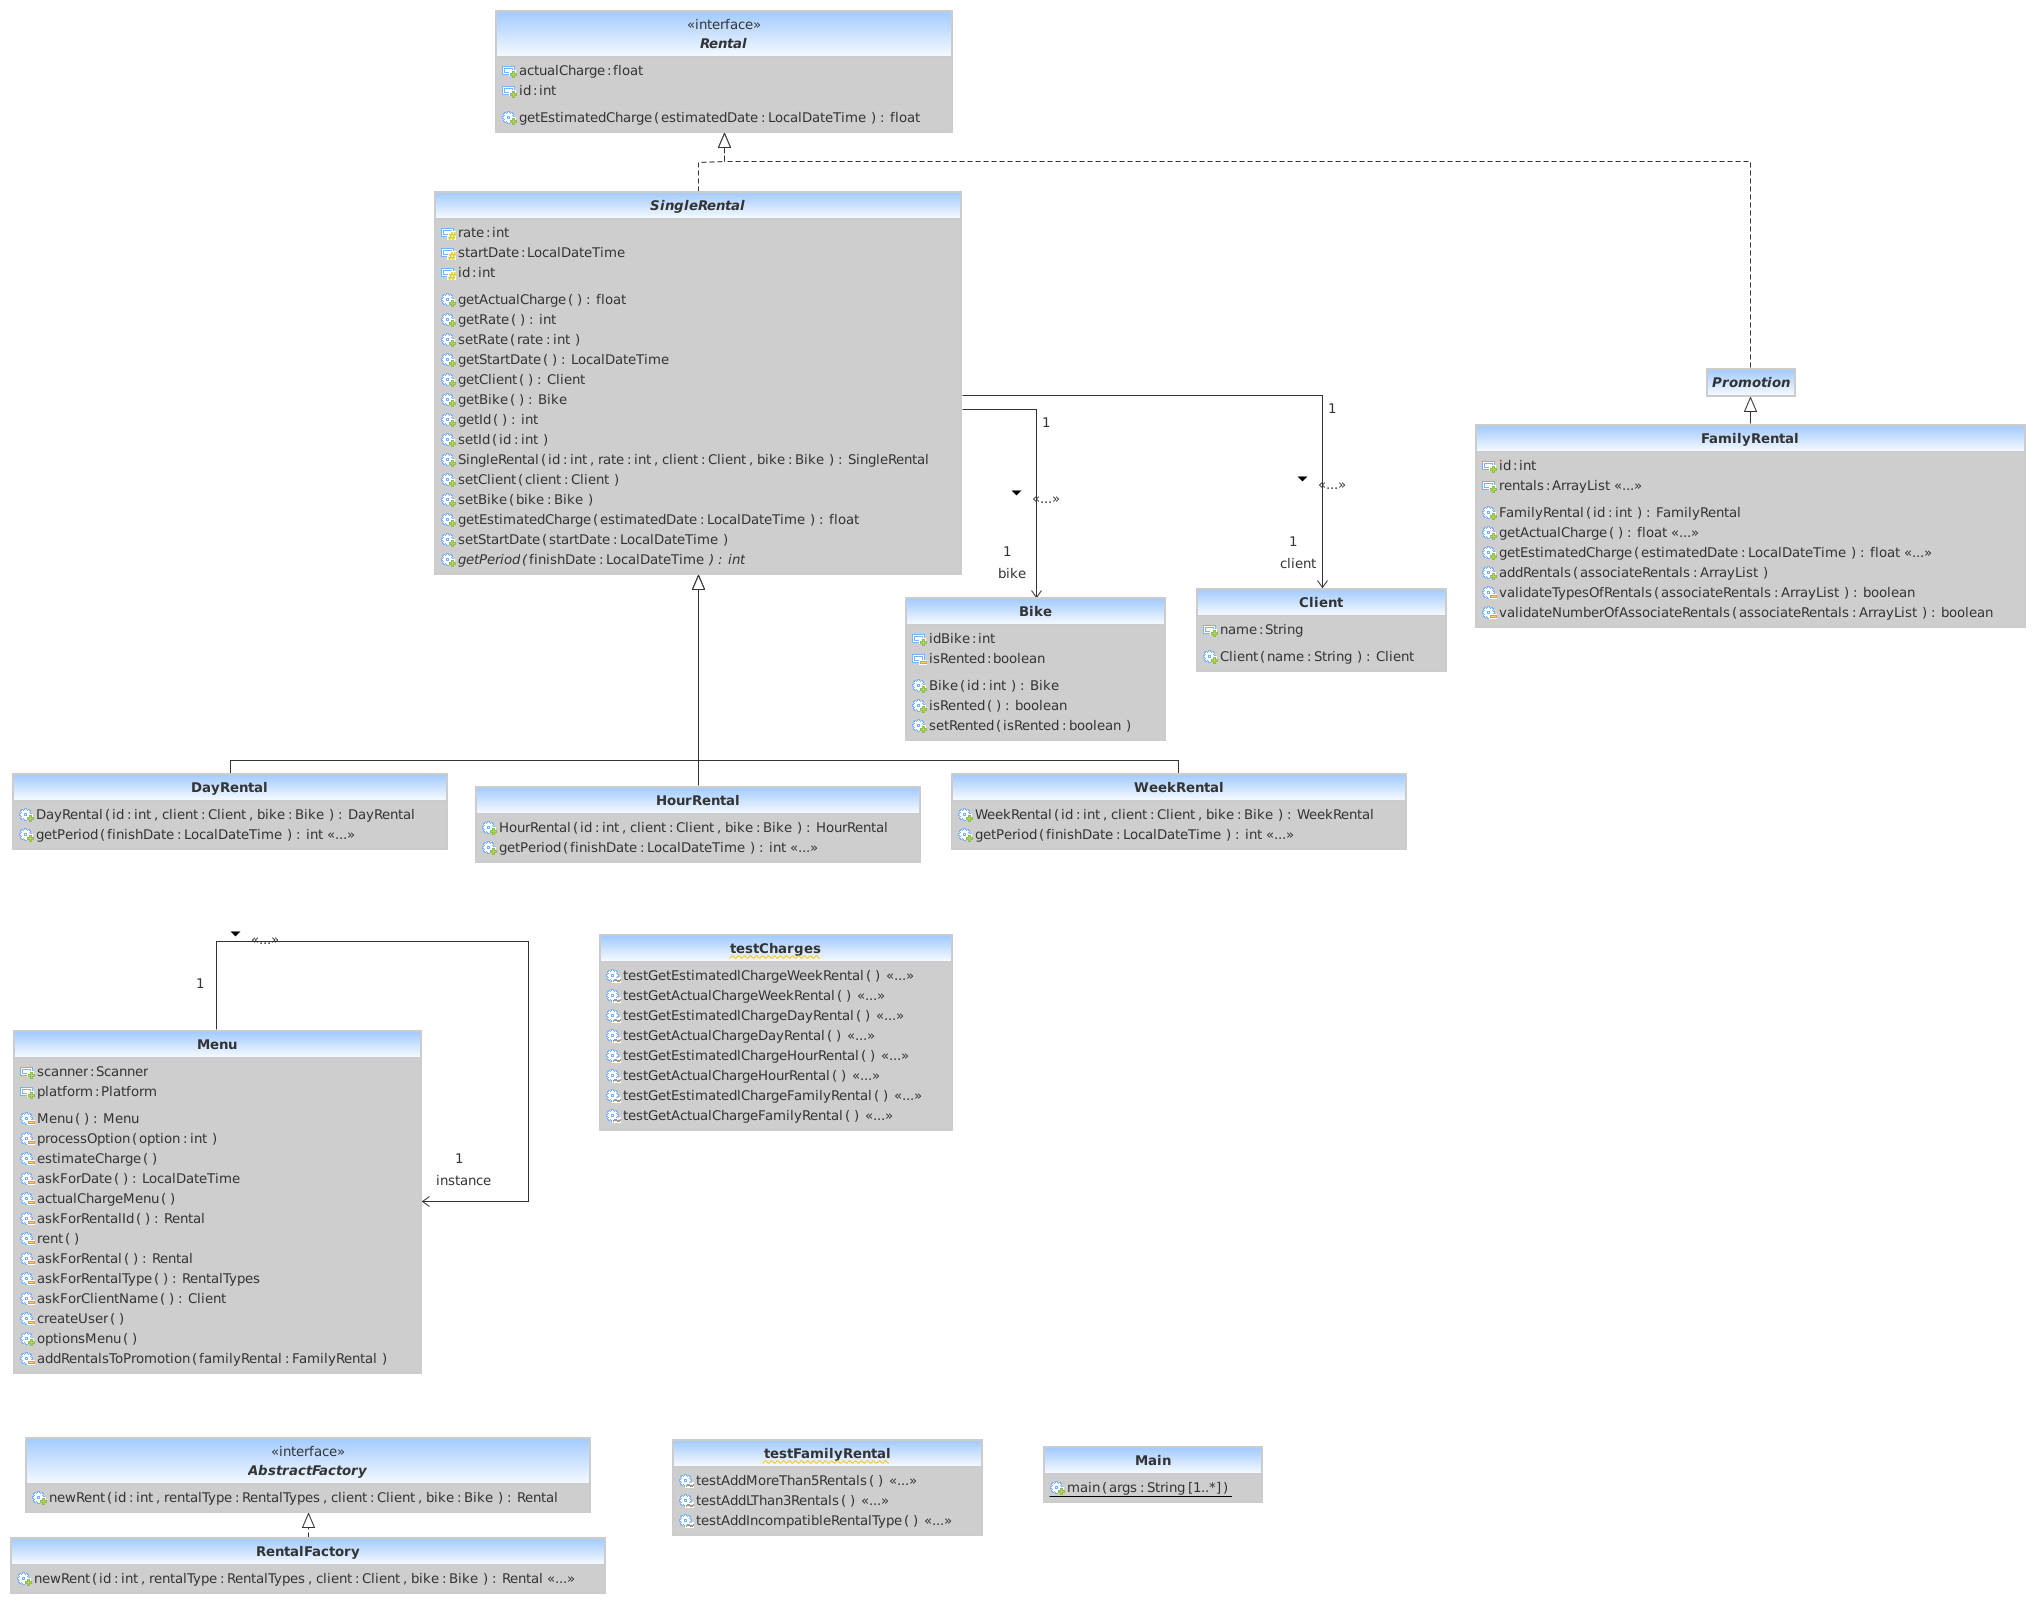 «interface»
Rental
actualCharge:float
id:int
getEstimatedCharge(estimatedDate:LocalDateTime ): float
SingleRental
rate:int
startDate:LocalDateTime
id:int
getActualCharge(): float
getRate(): int
setRate(rate:int )
getStartDate(): LocalDateTime
getClient(): Client
getBike(): Bike
getId(): int
setId(id:int )
SingleRental(id:int, rate:int, client:Client, bike:Bike ): SingleRental
setClient(client:Client )
setBike(bike:Bike )
getEstimatedCharge(estimatedDate:LocalDateTime ): float
setStartDate(startDate:LocalDateTime )
getPeriod(finishDate:LocalDateTime ): int
1
«...»
1
bike
1
«...»
1
client
Promotion
FamilyRental
id:int
rentals:ArrayList «...»
FamilyRental(id:int ): FamilyRental
getActualCharge(): float «...»
getEstimatedCharge(estimatedDate:LocalDateTime ): float «...»
addRentals(associateRentals:ArrayList )
validateTypesOfRentals(associateRentals:ArrayList ): boolean
validateNumberOfAssociateRentals(associateRentals:ArrayList ): boolean
Bike
idBike:int
isRented:boolean
Bike(id:int ): Bike
isRented(): boolean
setRented(isRented:boolean )
Client
name:String
Client(name:String ): Client
DayRental
DayRental(id:int, client:Client, bike:Bike ): DayRental
getPeriod(finishDate:LocalDateTime ): int «...»
HourRental
HourRental(id:int, client:Client, bike:Bike ): HourRental
getPeriod(finishDate:LocalDateTime ): int «...»
WeekRental
WeekRental(id:int, client:Client, bike:Bike ): WeekRental
getPeriod(finishDate:LocalDateTime ): int «...»
«...»
1
1
instance
Menu
scanner:Scanner
platform:Platform
Menu(): Menu
processOption(option:int )
estimateCharge()
askForDate(): LocalDateTime
actualChargeMenu()
askForRentalId(): Rental
rent()
askForRental(): Rental
askForRentalType(): RentalTypes
askForClientName(): Client
createUser()
optionsMenu()
addRentalsToPromotion(familyRental:FamilyRental )
testCharges
testGetEstimatedlChargeWeekRental() «...»
testGetActualChargeWeekRental() «...»
testGetEstimatedlChargeDayRental() «...»
testGetActualChargeDayRental() «...»
testGetEstimatedlChargeHourRental() «...»
testGetActualChargeHourRental() «...»
testGetEstimatedlChargeFamilyRental() «...»
testGetActualChargeFamilyRental() «...»
«interface»
AbstractFactory
newRent(id:int, rentalType:RentalTypes, client:Client, bike:Bike ): Rental
RentalFactory
newRent(id:int, rentalType:RentalTypes, client:Client, bike:Bike ): Rental «...»
testFamilyRental
testAddMoreThan5Rentals() «...»
testAddLThan3Rentals() «...»
testAddIncompatibleRentalType() «...»
Main
main(args:String[1..*])